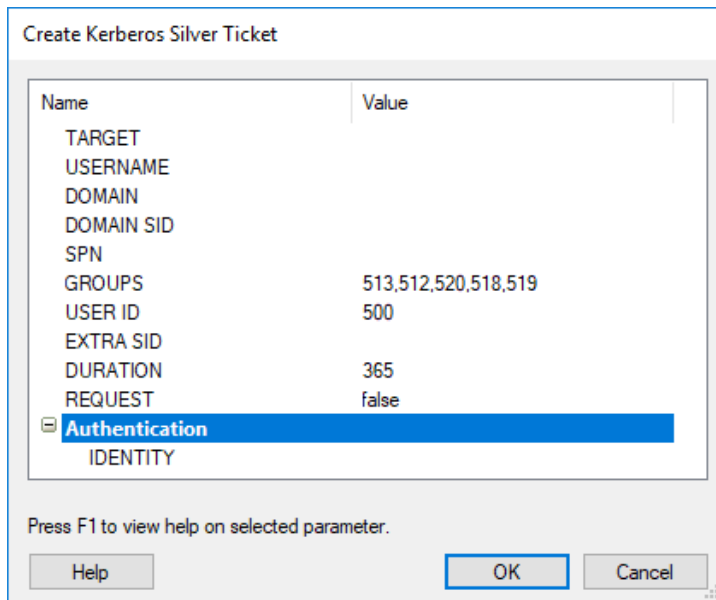 Create Kerberos Silver Ticket
Name Value
TARGET
USERNAME
DOMAIN
DOMAIN SID
SPN
GROUPS 513,512,520,518,519
USER ID 500
EXTRA SID
DURATION 365
REQUEST false
Authentication
IDENTITY
Press F1 to view help on selected parameter.
Help OK Cancel